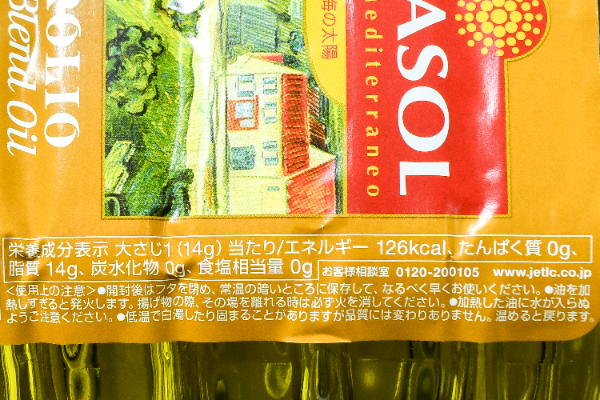 OLIO
Blend Oil
海の太陽
ASOL
mediterraneo
栄養成分表示 大さじ1(14g)当たり/エネルギー 126kcal、たんぱく質 0g、
脂質 14g、炭水化物 0g、食塩相当量 0g
お客様相談室 0120-200105 www.jetlc.co.jp
<使用上の注意>●開封後はフタを閉め、常温の暗いところに保存して、なるべく早くお使いください。●油を加
熱しすぎると発火します。揚げ物の際、その場を離れる時は必ず火を消してください。●加熱した油に水が入らぬ
ようご注意ください。●低温で白濁したり固まることがありますが品質には変わりありません。温めると戻ります。